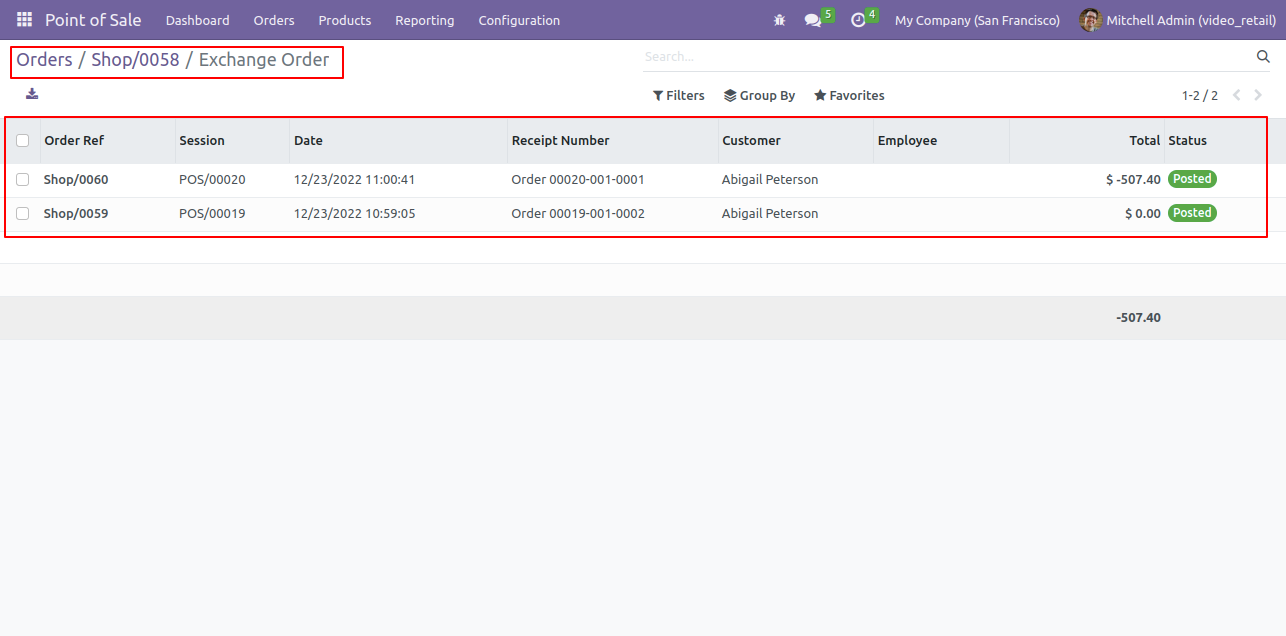 Point of Sale Dashboard Orders Products Reporting Configuration 5 4 My Company (San Francisco) Mitchell Admin (video_retail)
Orders / Shop/0058 / Exchange Order Search...
Filters Group By Favorites 1-2 / 2
Order Ref Session Date Receipt Number Customer Employee Total Status
Shop/0060 POS/00020 12/23/2022 11:00:41 Order 00020-001-0001 Abigail Peterson $ -507.40 Posted
Shop/0059 POS/00019 12/23/2022 10:59:05 Order 00019-001-0002 Abigail Peterson $ 0.00 Posted
-507.40